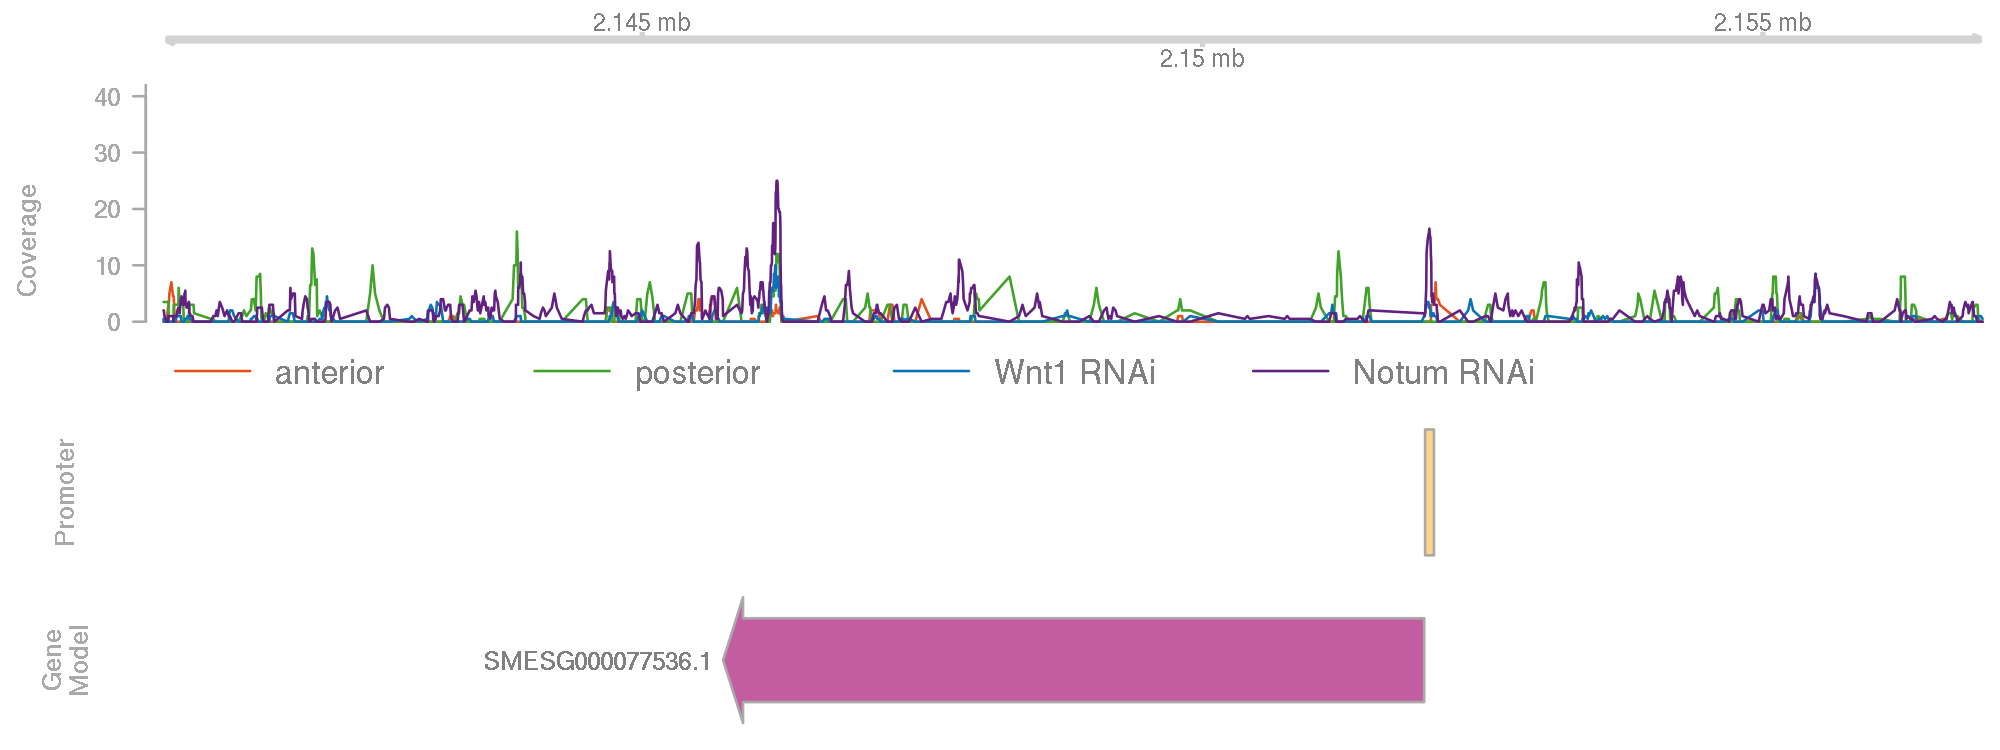 2.145 mb
2.155 mb
2.15 mb
Coverage
40
30
20
10
0
anterior
posterior
Wnt1 RNAi
Notum RNAi
Promoter
Gene
Model
SMESG000077536.1